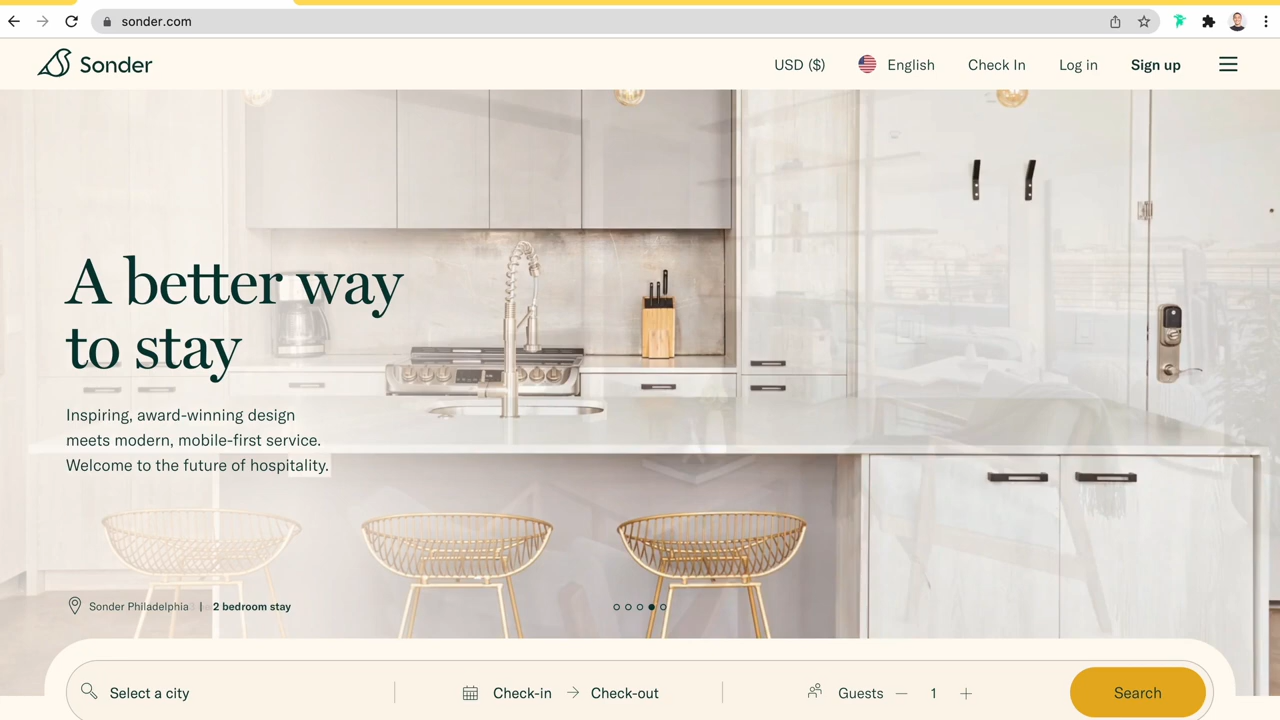 sonder.com
Sonder
USD ($)
English
Check In
Log in
Sign up
A better way
to stay
Inspiring, award-winning design
meets modern, mobile-first service.
Welcome to the future of hospitality.
Sonder Philadelphia | 2 bedroom stay
Select a city
Check-in → Check-out
Guests — 1 +
Search